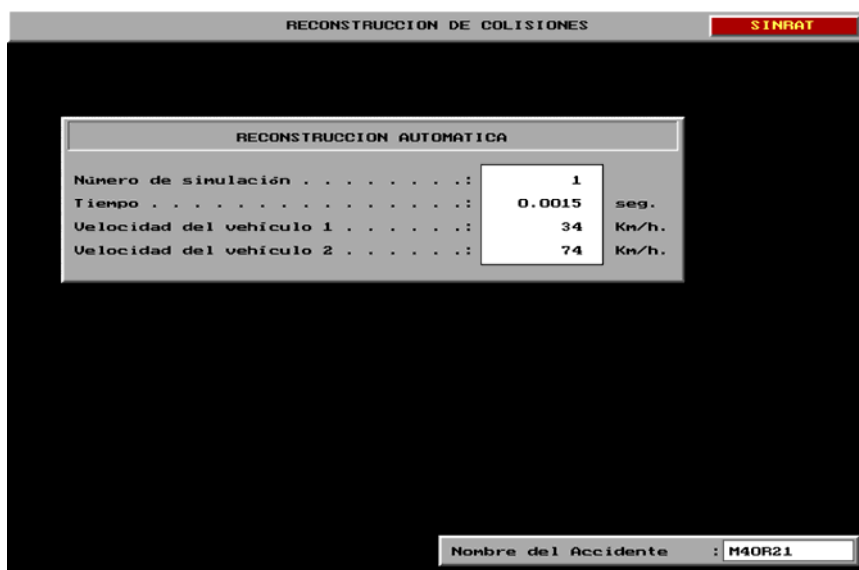 RECONSTRUCCION DE COLISIONES SINRAT
RECONSTRUCCION AUTOMATICA
Número de simulación . . . . . . . .: 1
Tiempo . . . . . . . . . . . . . . .: 0.0015 seg.
Velocidad del vehículo 1 . . . . . .: 34 Km/h.
Velocidad del vehículo 2 . . . . . .: 74 Km/h.
Nombre del Accidente : M40R21